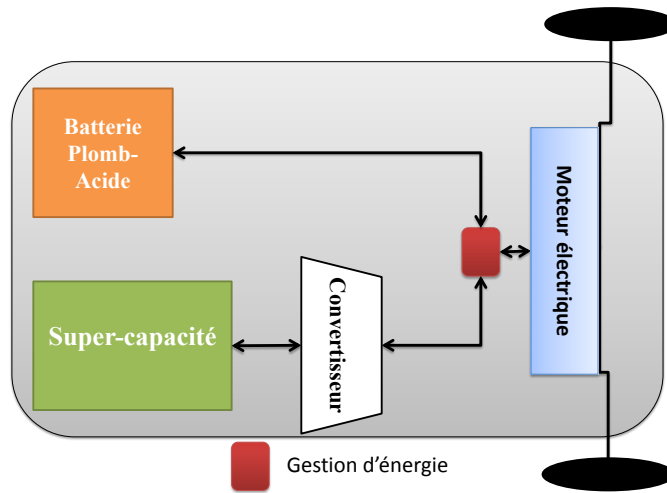 Batterie
Plomb-
Acide
Super-capacité
Convertisseur
Moteur électrique
Gestion d'énergie